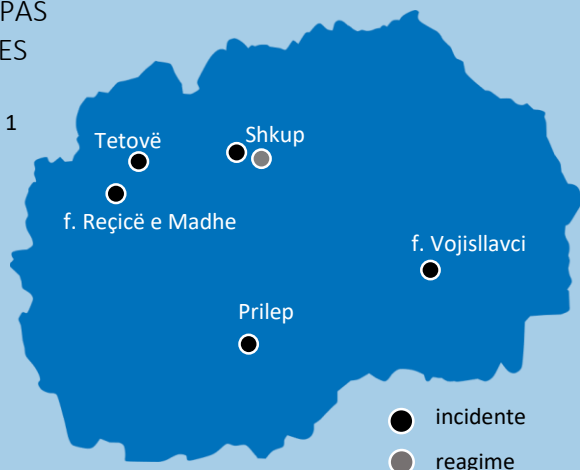 PAS
ES
1
Tetovë
Shkup
f. Reçicë e Madhe
f. Vojisllavci
Prilep
incidente
reagime